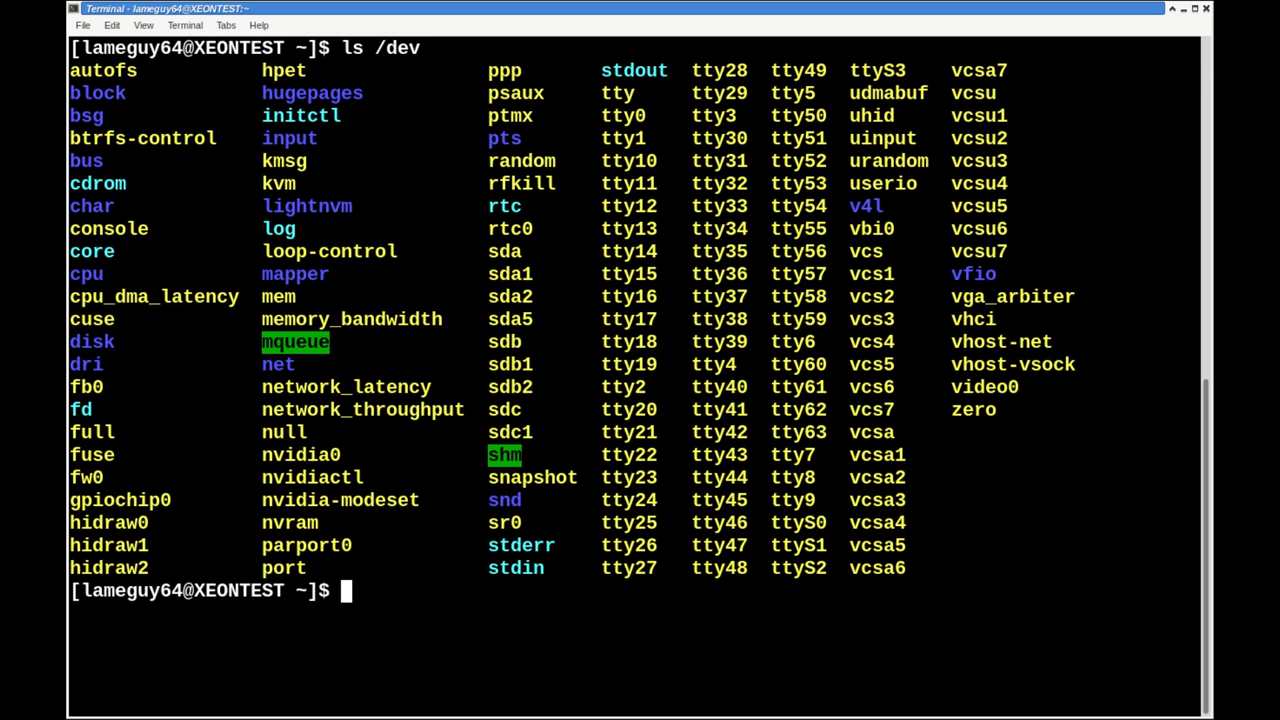 Terminal - lameguy64@XEONTEST:~
File Edit View Terminal Tabs Help
[lameguy64@XEONTEST ~]$ ls /dev
autofs hpet ppp stdout tty28 tty49 ttyS3 vcsa7
block hugepages psaux tty tty29 tty5 udmabuf vcsu
bsg initctl ptmx tty0 tty3 tty50 uhid vcsu1
btrfs-control input pts tty1 tty30 tty51 uinput vcsu2
bus kmsg random tty10 tty31 tty52 urandom vcsu3
cdrom kvm rfkill tty11 tty32 tty53 userio vcsu4
char lightnvm rtc tty12 tty33 tty54 v4l vcsu5
console log rtc0 tty13 tty34 tty55 vbi0 vcsu6
core loop-control sda tty14 tty35 tty56 vcs vcsu7
cpu mapper sda1 tty15 tty36 tty57 vcs1 vfio
cpu_dma_latency mem sda2 tty16 tty37 tty58 vcs2 vga_arbiter
cuse memory_bandwidth sda5 tty17 tty38 tty59 vcs3 vhci
disk mqueue sdb tty18 tty39 tty6 vcs4 vhost-net
dri net sdb1 tty19 tty4 tty60 vcs5 vhost-vsock
fb0 network_latency sdb2 tty2 tty40 tty61 vcs6 video0
fd network_throughput sdc tty20 tty41 tty62 vcs7 zero
full null sdc1 tty21 tty42 tty63 vcsa
fuse nvidia0 shm tty22 tty43 tty7 vcsa1
fw0 nvidiactl snapshot tty23 tty44 tty8 vcsa2
gpiochip0 nvidia-modeset snd tty24 tty45 tty9 vcsa3
hidraw0 nvram sr0 tty25 tty46 ttyS0 vcsa4
hidraw1 parport0 stderr tty26 tty47 ttyS1 vcsa5
hidraw2 port stdin tty27 tty48 ttyS2 vcsa6
[lameguy64@XEONTEST ~]$